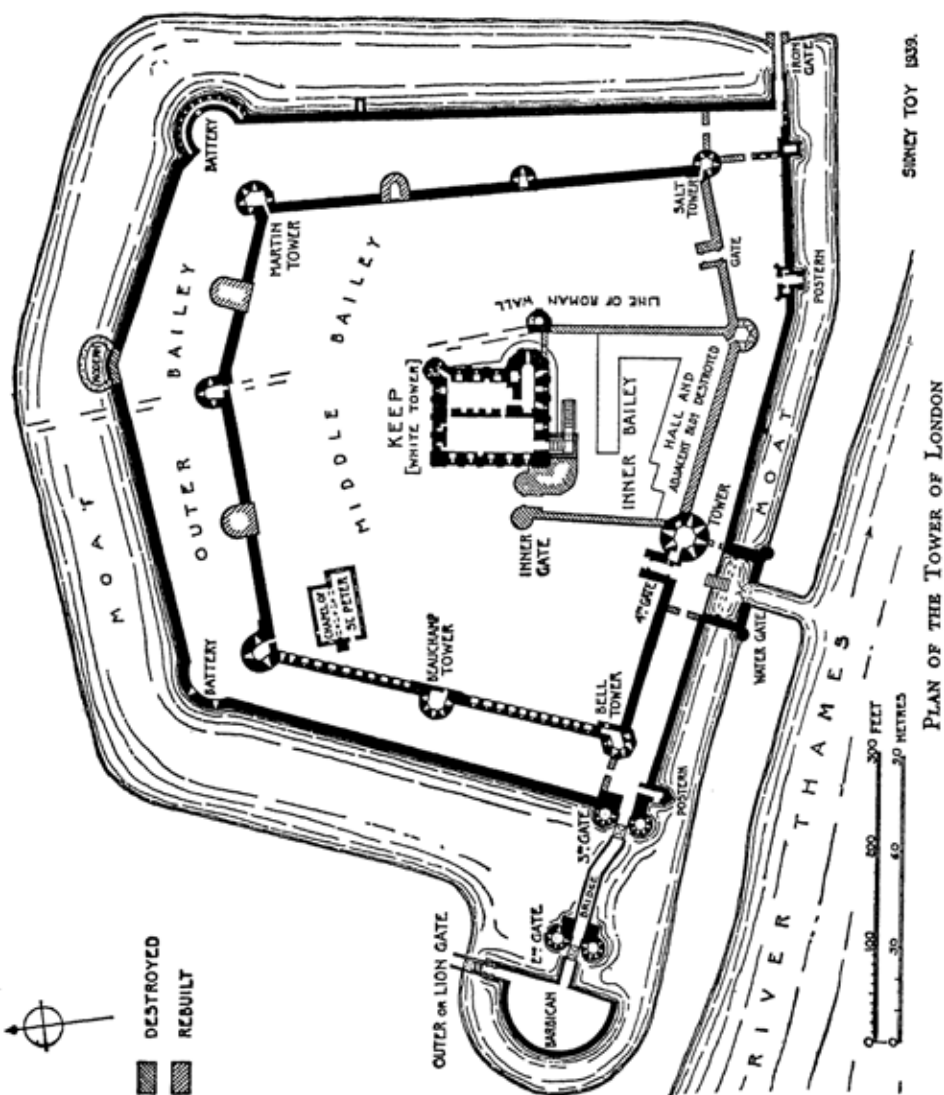 MOAT
MODERN
BATTERY
BATTERY
OUTER BAILEY
MARTIN
TOWER
MIDDLE BAILEY
CHAPEL OF
ST. PETER
KEEP
[WHITE TOWER]
LINE OF ROMAN WALL
BEAUCHAMP
TOWER
INNER
GATE
INNER BAILEY
HALL AND
ADJACENT BLDGS DESTROYED
SALT
TOWER
GATE
IRON
GATE
BELL
TOWER
4TH GATE
TOWER
MOAT
POSTERN
WATER GATE
3RD GATE
POSTERN
BRIDGE
2ND GATE
OUTER OR LION GATE
BARBICAN
DESTROYED
REBUILT
RIVER THAMES
0 100 200 300 FEET
0 30 60 90 METRES
SIDNEY TOY 1939.
PLAN OF THE TOWER OF LONDON